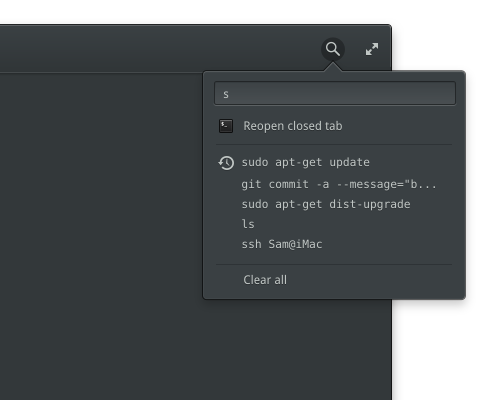 s
Reopen closed tab
sudo apt-get update
git commit -a --message="b...
sudo apt-get dist-upgrade
ls
ssh Sam@iMac
Clear all